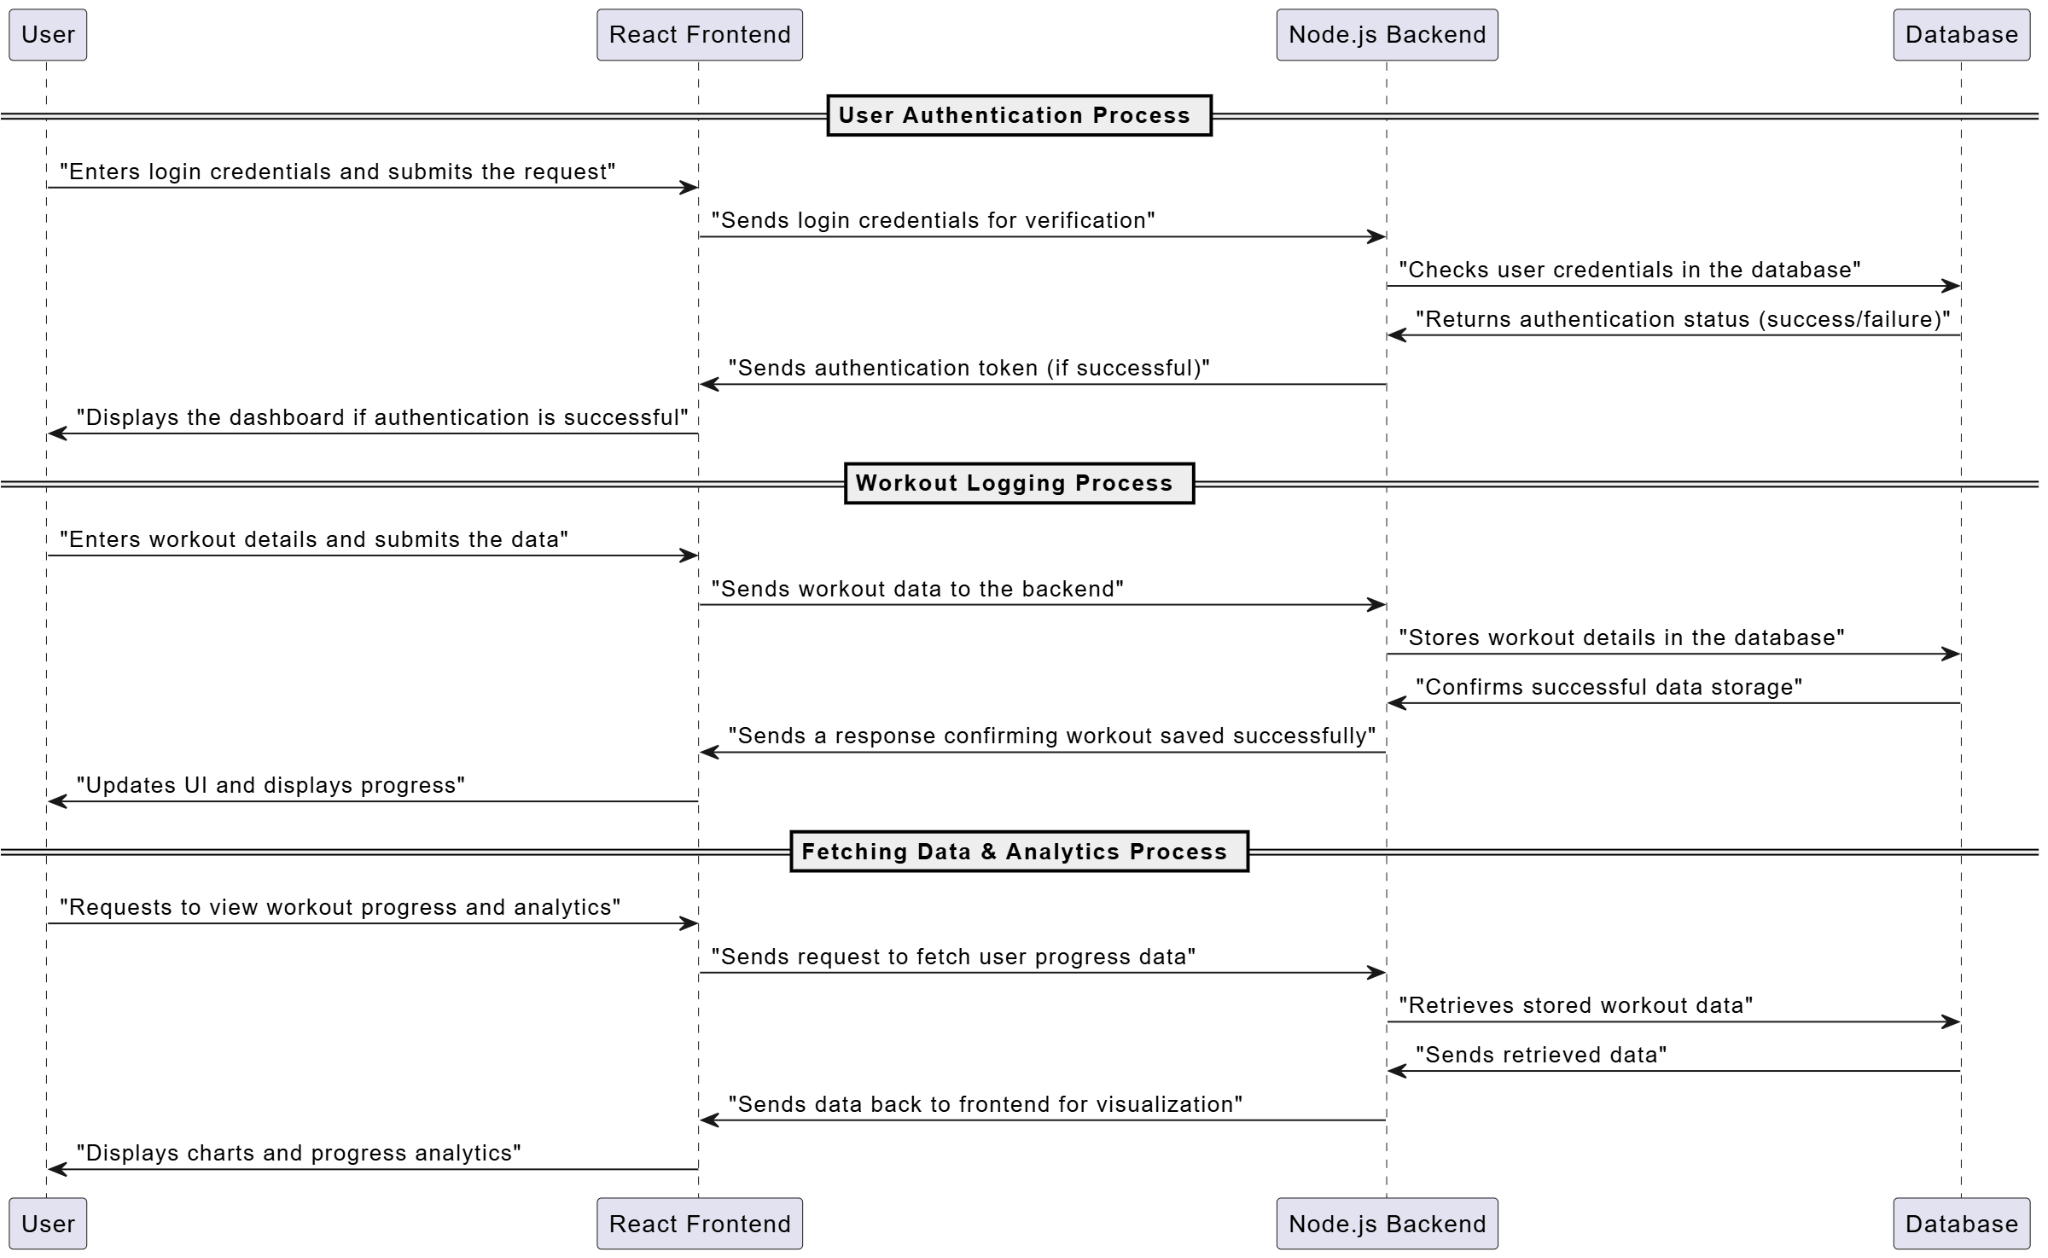 User
React Frontend
Node.js Backend
Database
User Authentication Process
"Enters login credentials and submits the request"
"Sends login credentials for verification"
"Checks user credentials in the database"
"Returns authentication status (success/failure)"
"Sends authentication token (if successful)"
"Displays the dashboard if authentication is successful"
Workout Logging Process
"Enters workout details and submits the data"
"Sends workout data to the backend"
"Stores workout details in the database"
"Confirms successful data storage"
"Sends a response confirming workout saved successfully"
"Updates UI and displays progress"
Fetching Data & Analytics Process
"Requests to view workout progress and analytics"
"Sends request to fetch user progress data"
"Retrieves stored workout data"
"Sends retrieved data"
"Sends data back to frontend for visualization"
"Displays charts and progress analytics"
User
React Frontend
Node.js Backend
Database